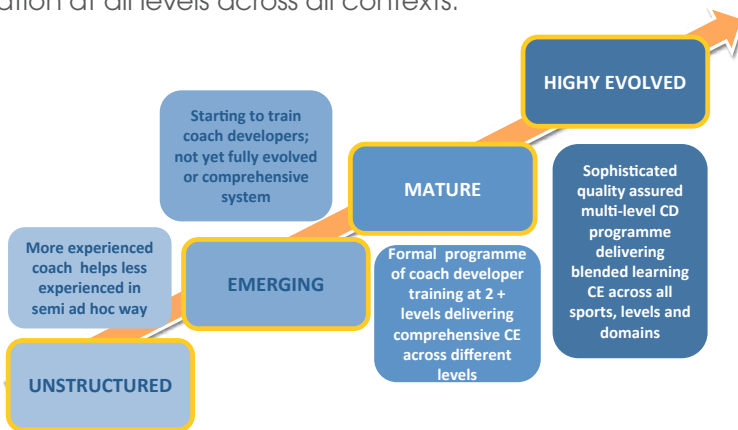 ation at all levels across all contexts.
HIGHY EVOLVED
Starting to train
coach developers;
not yet fully evolved
or comprehensive
system
MATURE
Sophisticated
quality assured
multi-level CD
programme
delivering
blended learning
CE across all
sports, levels and
domains
More experienced
coach helps less
experienced in
semi ad hoc way
EMERGING
Formal programme
of coach developer
training at 2 +
levels delivering
comprehensive CE
across different
levels
UNSTRUCTURED